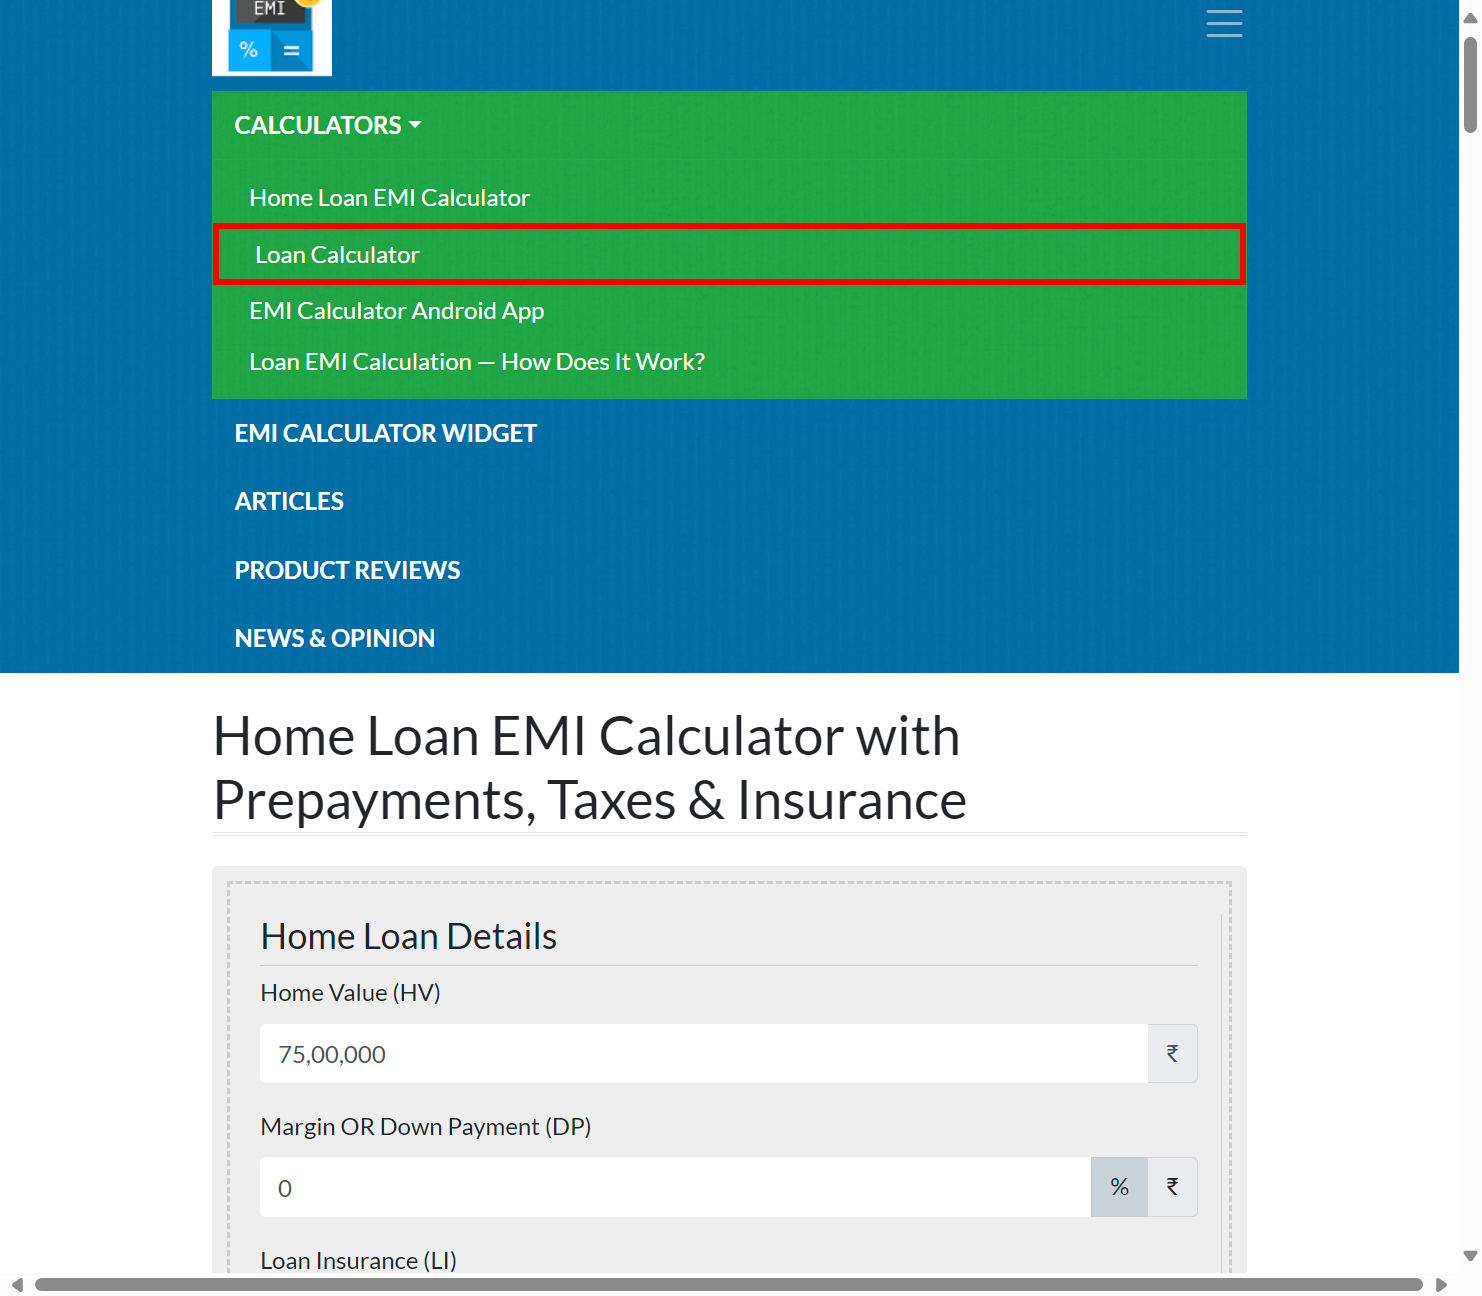 EMI
% =
CALCULATORS
Home Loan EMI Calculator
Loan Calculator
EMI Calculator Android App
Loan EMI Calculation — How Does It Work?
EMI CALCULATOR WIDGET
ARTICLES
PRODUCT REVIEWS
NEWS & OPINION
Home Loan EMI Calculator with
Prepayments, Taxes & Insurance
Home Loan Details
Home Value (HV)
75,00,000 ₹
Margin OR Down Payment (DP)
0 % ₹
Loan Insurance (LI)